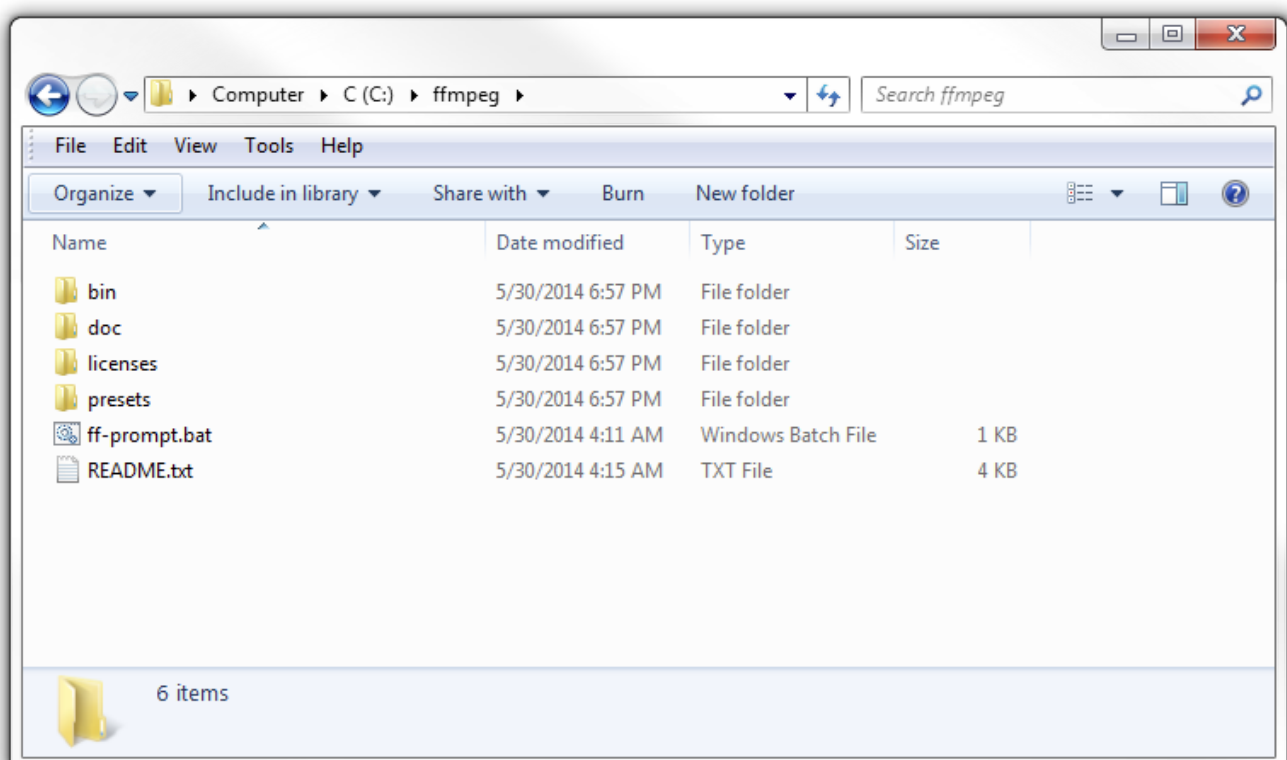 Computer C (C:) ffmpeg Search ffmpeg
File Edit View Tools Help
Organize Include in library Share with Burn New folder
Name Date modified Type Size
bin 5/30/2014 6:57 PM File folder
doc 5/30/2014 6:57 PM File folder
licenses 5/30/2014 6:57 PM File folder
presets 5/30/2014 6:57 PM File folder
ff-prompt.bat 5/30/2014 4:11 AM Windows Batch File 1 KB
README.txt 5/30/2014 4:15 AM TXT File 4 KB
6 items